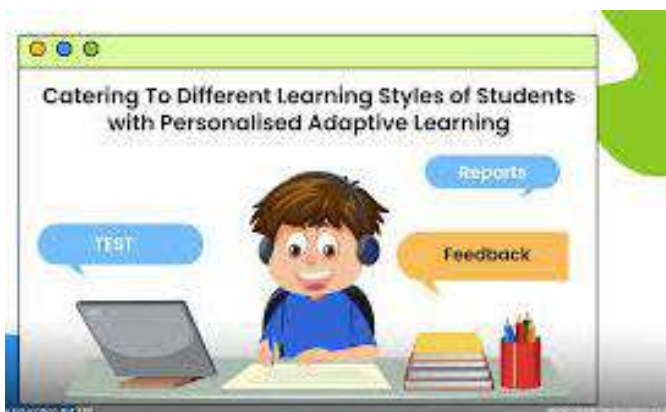 Catering To Different Learning Styles of Students
with Personalised Adaptive Learning
Reports
TEST
Feedback